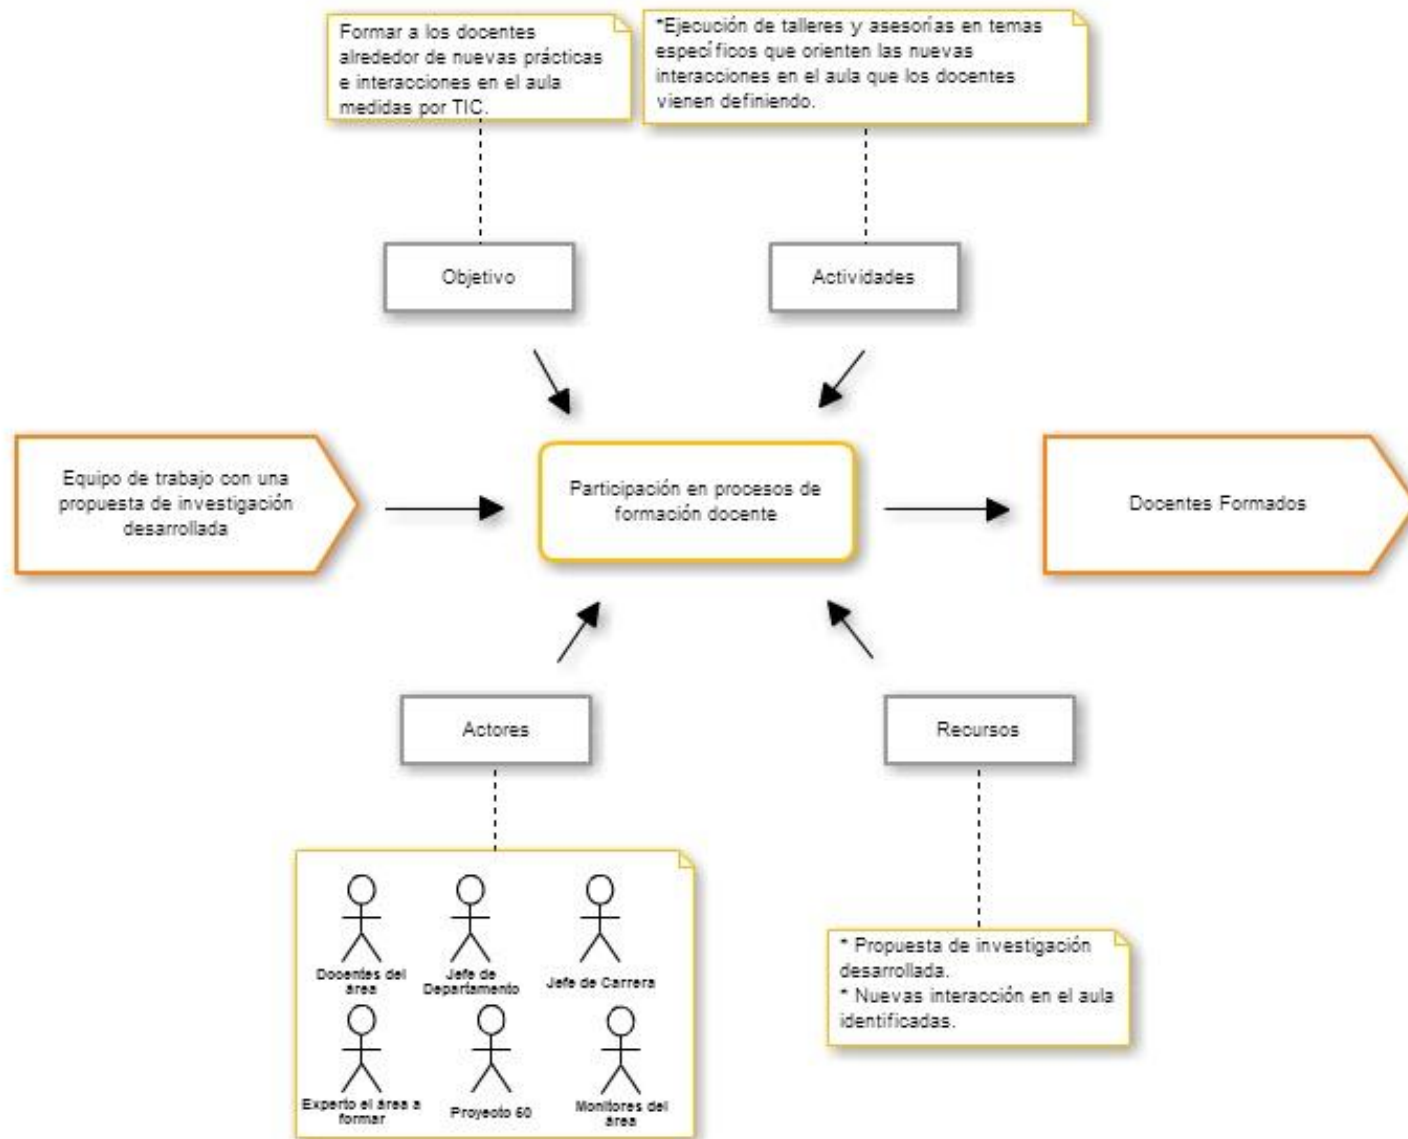 Formar a los docentes
alrededor de nuevas prácticas
e interacciones en el aula
medidas por TIC.
*Ejecución de talleres y asesorías en temas
específicos que orienten las nuevas
interacciones en el aula que los docentes
vienen definiendo.
Objetivo
Actividades
Equipo de trabajo con una
propuesta de investigación
desarrollada
Participación en procesos de
formación docente
Docentes Formados
Actores
Recursos
Docentes del
área
Jefe de
Departamento
Jefe de Carrera
Experto el área a
formar
Proyecto 50
Monitores del
área
* Propuesta de investigación
desarrollada.
* Nuevas interacción en el aula
identificadas.